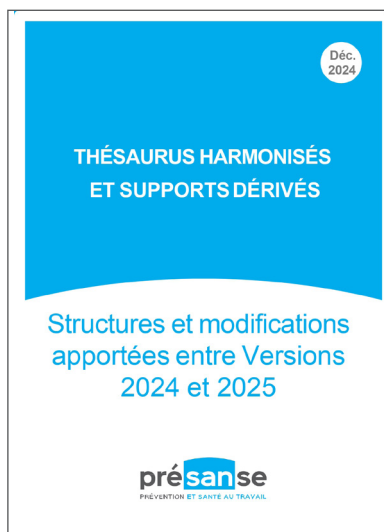 Déc.
2024
THÉSAURUS HARMONISÉS
ET SUPPORTS DÉRIVÉS
Structures et modifications
apportées entre Versions
2024 et 2025
présanse
PRÉVENTION ET SANTÉ AU TRAVAIL